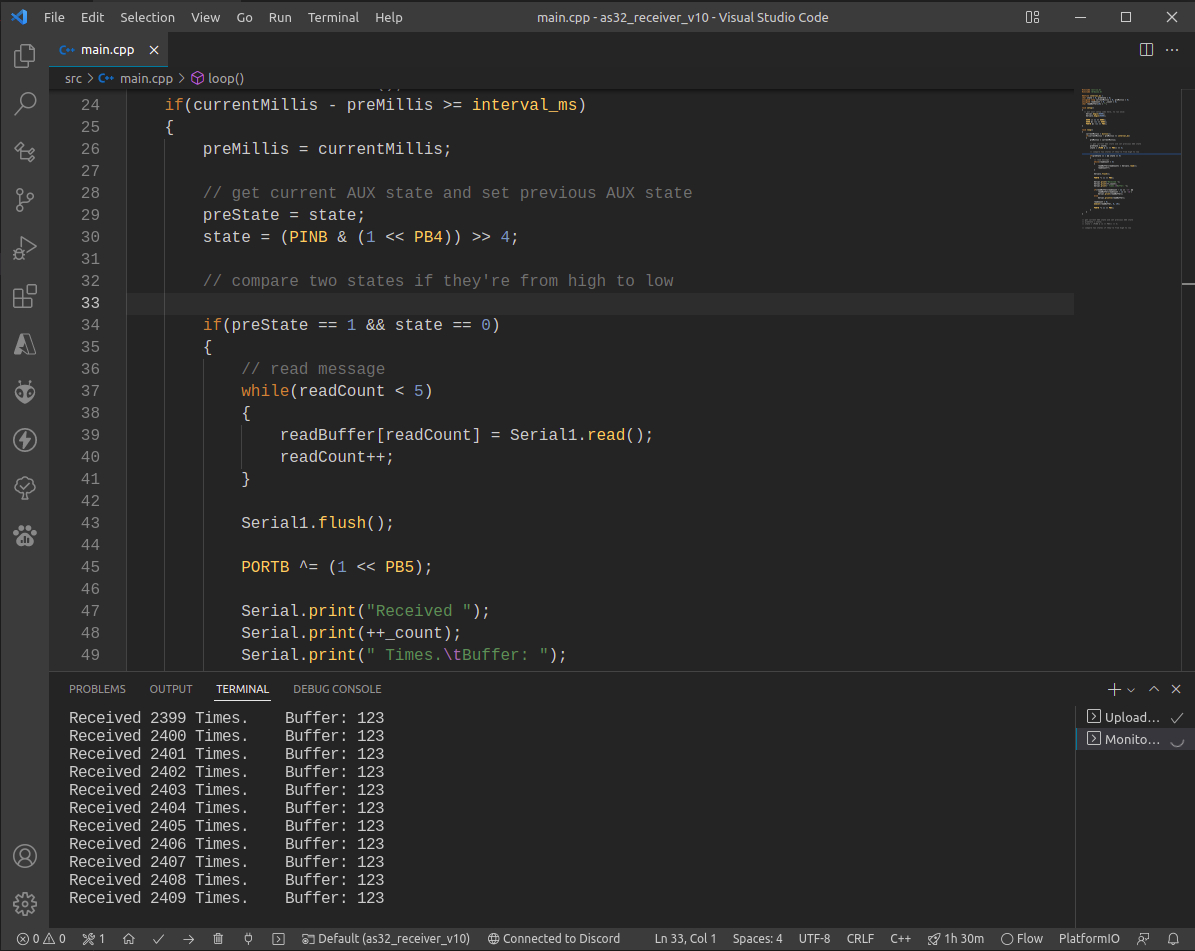 File Edit Selection View Go Run Terminal Help main.cpp - as32_receiver_v10 - Visual Studio Code
main.cpp
src > main.cpp > loop()
24 if(currentMillis - preMillis >= interval_ms)
25 {
26 preMillis = currentMillis;
27
28 // get current AUX state and set previous AUX state
29 preState = state;
30 state = (PINB & (1 << PB4)) >> 4;
31
32 // compare two states if they're from high to low
33
34 if(preState == 1 && state == 0)
35 {
36 // read message
37 while(readCount < 5)
38 {
39 readBuffer[readCount] = Serial1.read();
40 readCount++;
41 }
42
43 Serial1.flush();
44
45 PORTB ^= (1 << PB5);
46
47 Serial.print("Received ");
48 Serial.print(++_count);
49 Serial.print(" Times.\tBuffer: ");
PROBLEMS OUTPUT TERMINAL DEBUG CONSOLE
Received 2399 Times. Buffer: 123
Received 2400 Times. Buffer: 123
Received 2401 Times. Buffer: 123
Received 2402 Times. Buffer: 123
Received 2403 Times. Buffer: 123
Received 2404 Times. Buffer: 123
Received 2405 Times. Buffer: 123
Received 2406 Times. Buffer: 123
Received 2407 Times. Buffer: 123
Received 2408 Times. Buffer: 123
Received 2409 Times. Buffer: 123
Upload...
Monito...
0 0 1 Default (as32_receiver_v10) Connected to Discord Ln 33, Col 1 Spaces: 4 UTF-8 CRLF C++ 1h 30m Flow PlatformIO